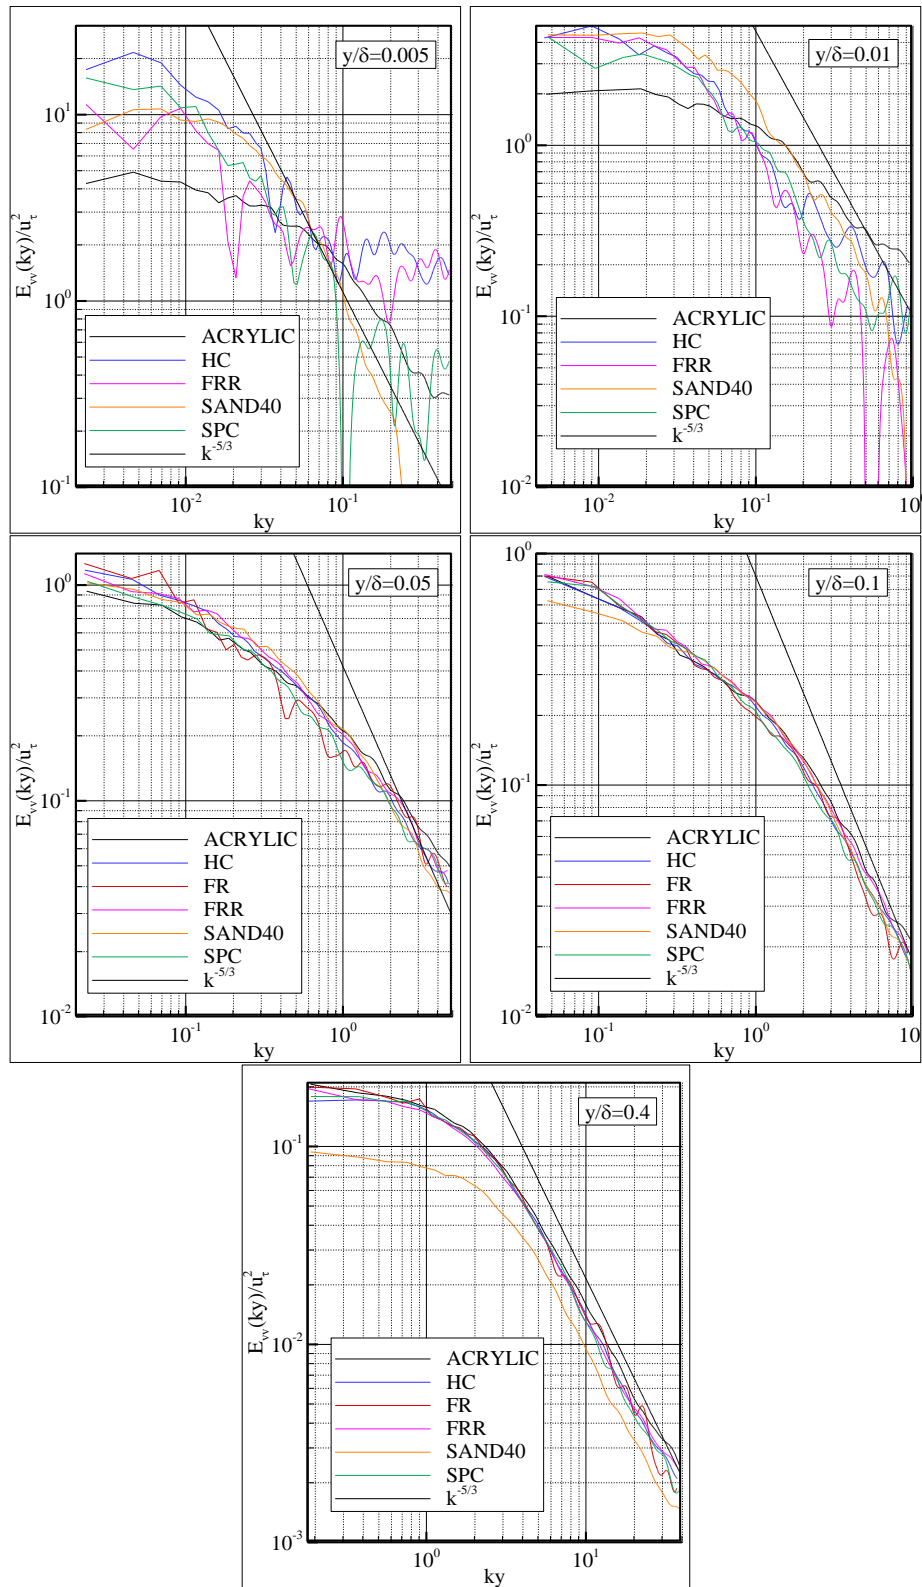 y/δ=0.005
10¹
10⁰
10⁻¹
E_vv(ky)/u_τ²
ACRYLIC
HC
FRR
SAND40
SPC
k⁻⁵/³
10⁻²
10⁻¹
ky
y/δ=0.01
10⁰
10⁻¹
10⁻²
E_vv(ky)/u_τ²
ACRYLIC
HC
FRR
SAND40
SPC
k⁻⁵/³
10⁻²
10⁻¹
10⁰
ky
y/δ=0.05
10⁰
10⁻¹
10⁻²
E_vv(ky)/u_τ²
ACRYLIC
HC
FR
FRR
SAND40
SPC
k⁻⁵/³
10⁻¹
10⁰
ky
y/δ=0.1
10⁰
10⁻¹
10⁻²
E_vv(ky)/u_τ²
ACRYLIC
HC
FR
FRR
SAND40
SPC
k⁻⁵/³
10⁻¹
10⁰
10
ky
y/δ=0.4
10⁻¹
10⁻²
10⁻³
E_vv(ky)/u_τ²
ACRYLIC
HC
FR
FRR
SAND40
SPC
k⁻⁵/³
10⁰
10¹
ky